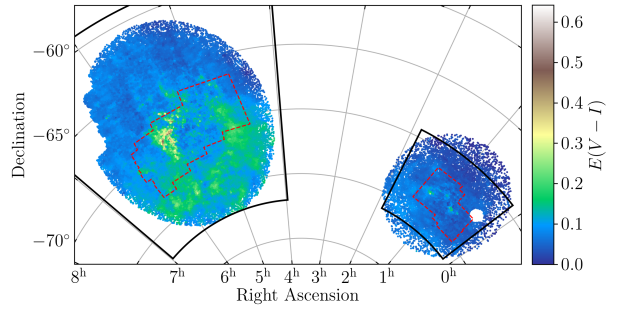 −60°
−65°
−70°
Declination
8ʰ
7ʰ
6ʰ
5ʰ
4ʰ
3ʰ
2ʰ
1ʰ
0ʰ
Right Ascension
0.6
0.5
0.4
0.3
0.2
0.1
0.0
E(V − I)